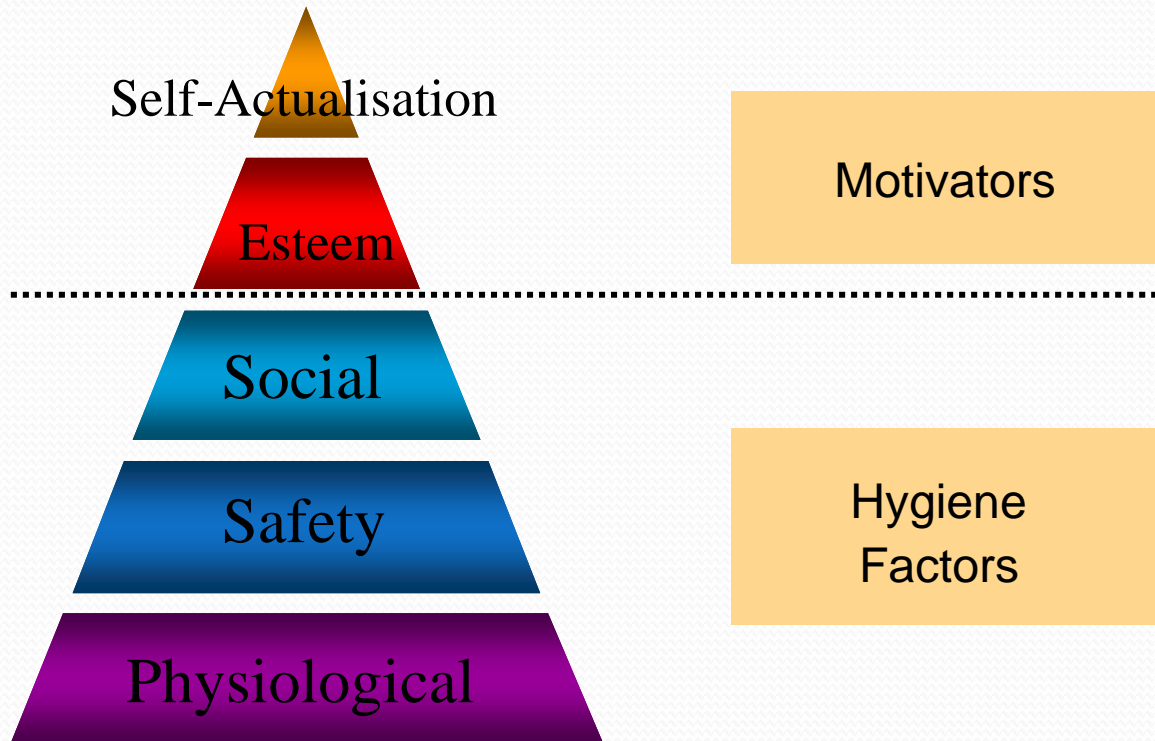 Self-Actualisation
Motivators
Esteem
Social
Safety
Hygiene
Factors
Physiological